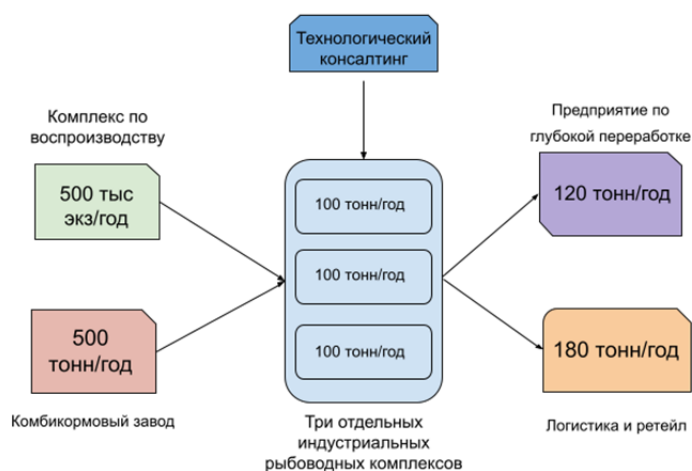 Технологический
консалтинг
Комплекс по
воспроизводству
500 тыс
экз/год
500
тонн/год
Комбикормовый завод
100 тонн/год
100 тонн/год
100 тонн/год
Три отдельных
индустриальных
рыбоводных комплексов
Предприятие по
глубокой переработке
120 тонн/год
180 тонн/год
Логистика и ретейл